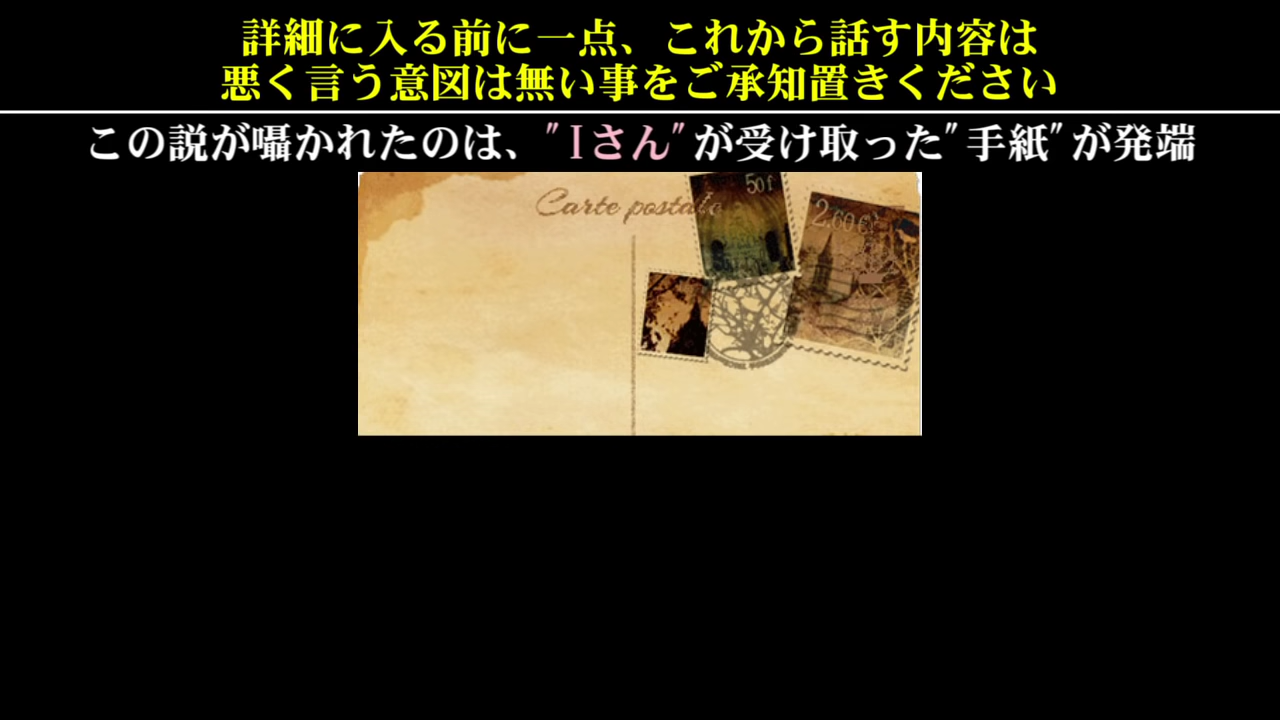 詳細に入る前に一点、これから話す内容は
悪く言う意図は無い事をご承知置きください
この説が囁かれたのは、"Iさん"が受け取った"手紙"が発端
Carte postale
50f